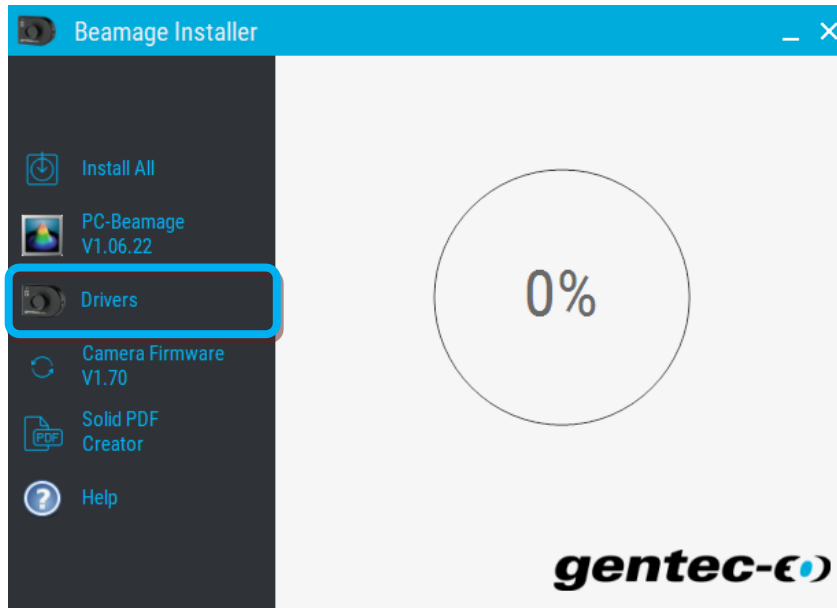 Beamage Installer
Install All
PC-Beamage
V1.06.22
Drivers
Camera Firmware
V1.70
Solid PDF
Creator
PDF
Help
0%
gentec-eo